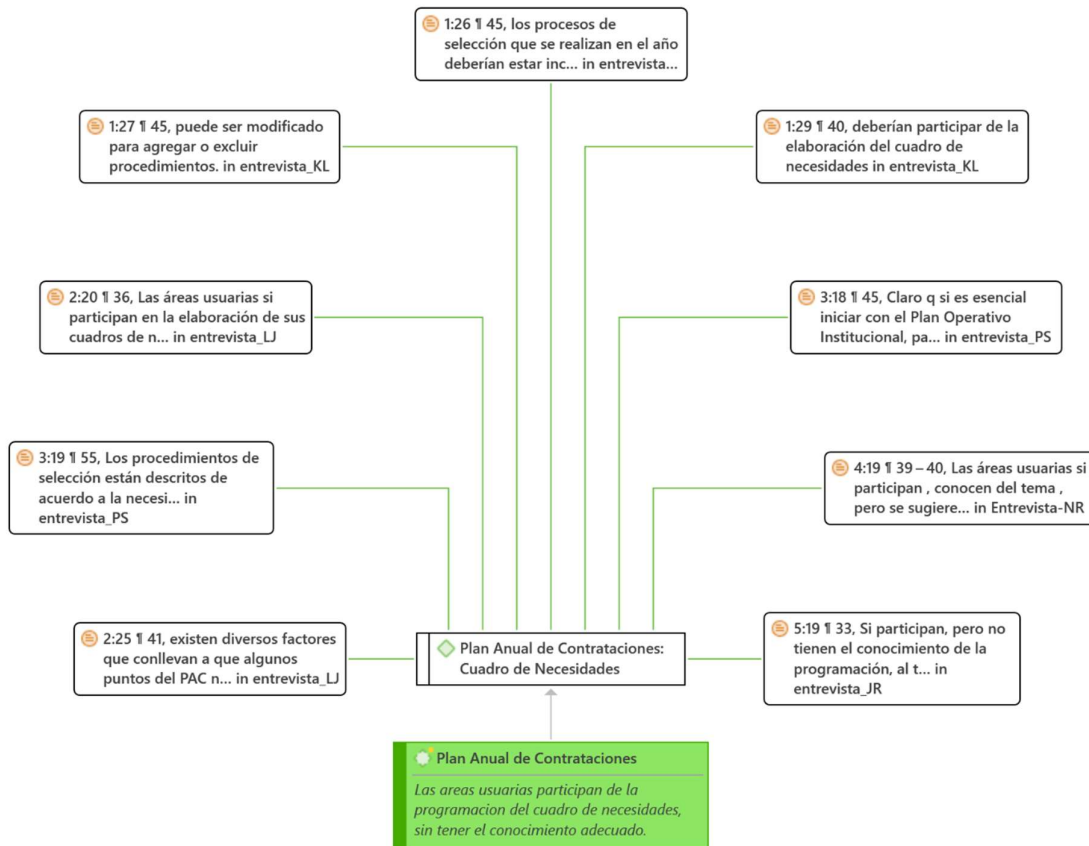 1:26 ¶ 45, los procesos de
selección que se realizan en el año
deberían estar inc... in entrevista...
1:27 ¶ 45, puede ser modificado
para agregar o excluir
procedimientos. in entrevista_KL
1:29 ¶ 40, deberían participar de la
elaboración del cuadro de
necesidades in entrevista_KL
2:20 ¶ 36, Las áreas usuarias si
participan en la elaboración de sus
cuadros de n... in entrevista_LJ
3:18 ¶ 45, Claro q si es esencial
iniciar con el Plan Operativo
Institucional, pa... in entrevista_PS
3:19 ¶ 55, Los procedimientos de
selección están descritos de
acuerdo a la necesi... in
entrevista_PS
4:19 ¶ 39 – 40, Las áreas usuarias si
participan , conocen del tema ,
pero se sugiere... in Entrevista-NR
2:25 ¶ 41, existen diversos factores
que conllevan a que algunos
puntos del PAC n... in entrevista_LJ
Plan Anual de Contrataciones:
Cuadro de Necesidades
5:19 ¶ 33, Si participan, pero no
tienen el conocimiento de la
programación, al t... in
entrevista_JR
Plan Anual de Contrataciones
Las areas usuarias participan de la
programacion del cuadro de necesidades,
sin tener el conocimiento adecuado.